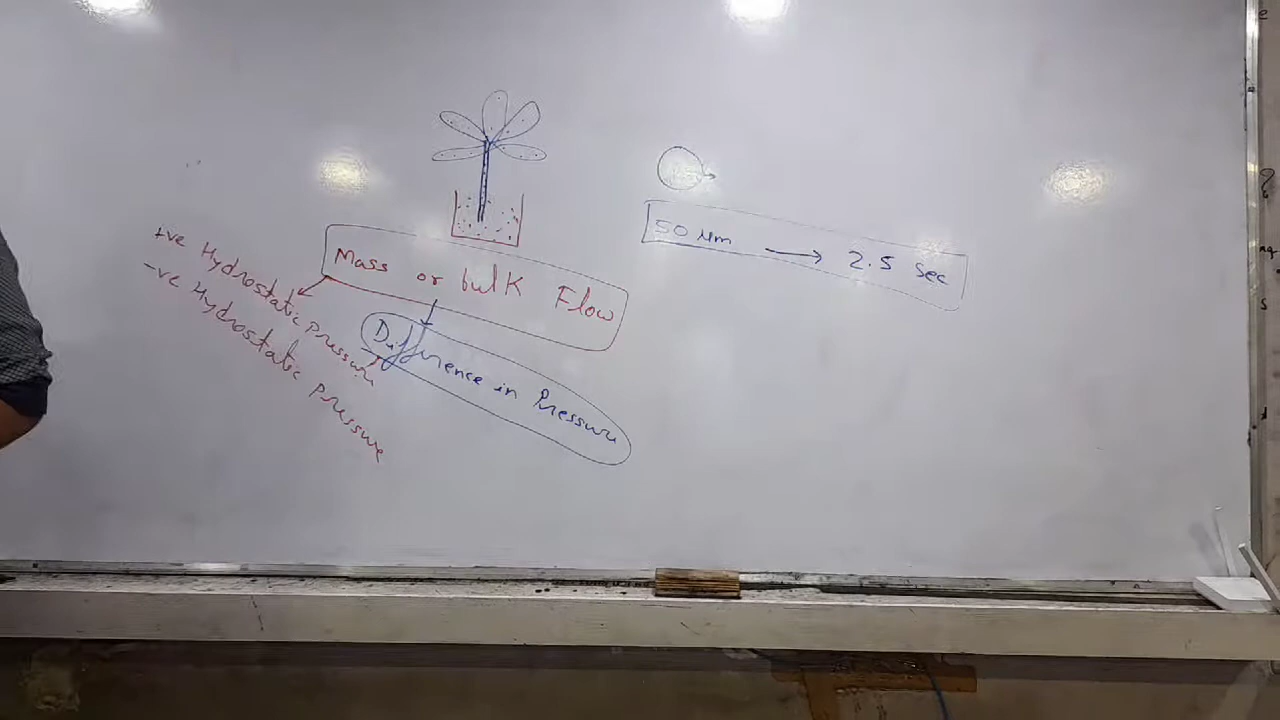 50 μm → 2.5 Sec
Mass or bulk Flow
+ve Hydrostatic Pressure
-ve Hydrostatic Pressure
Difference in Pressure